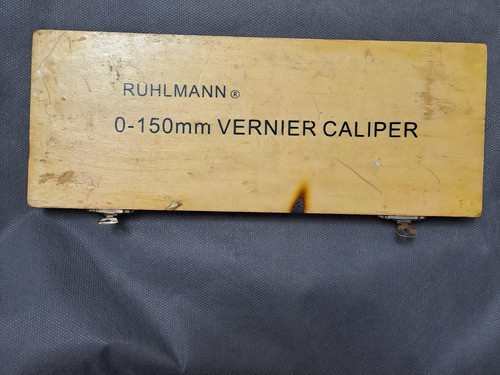 RUHLMANN ®
0-150mm VERNIER CALIPER